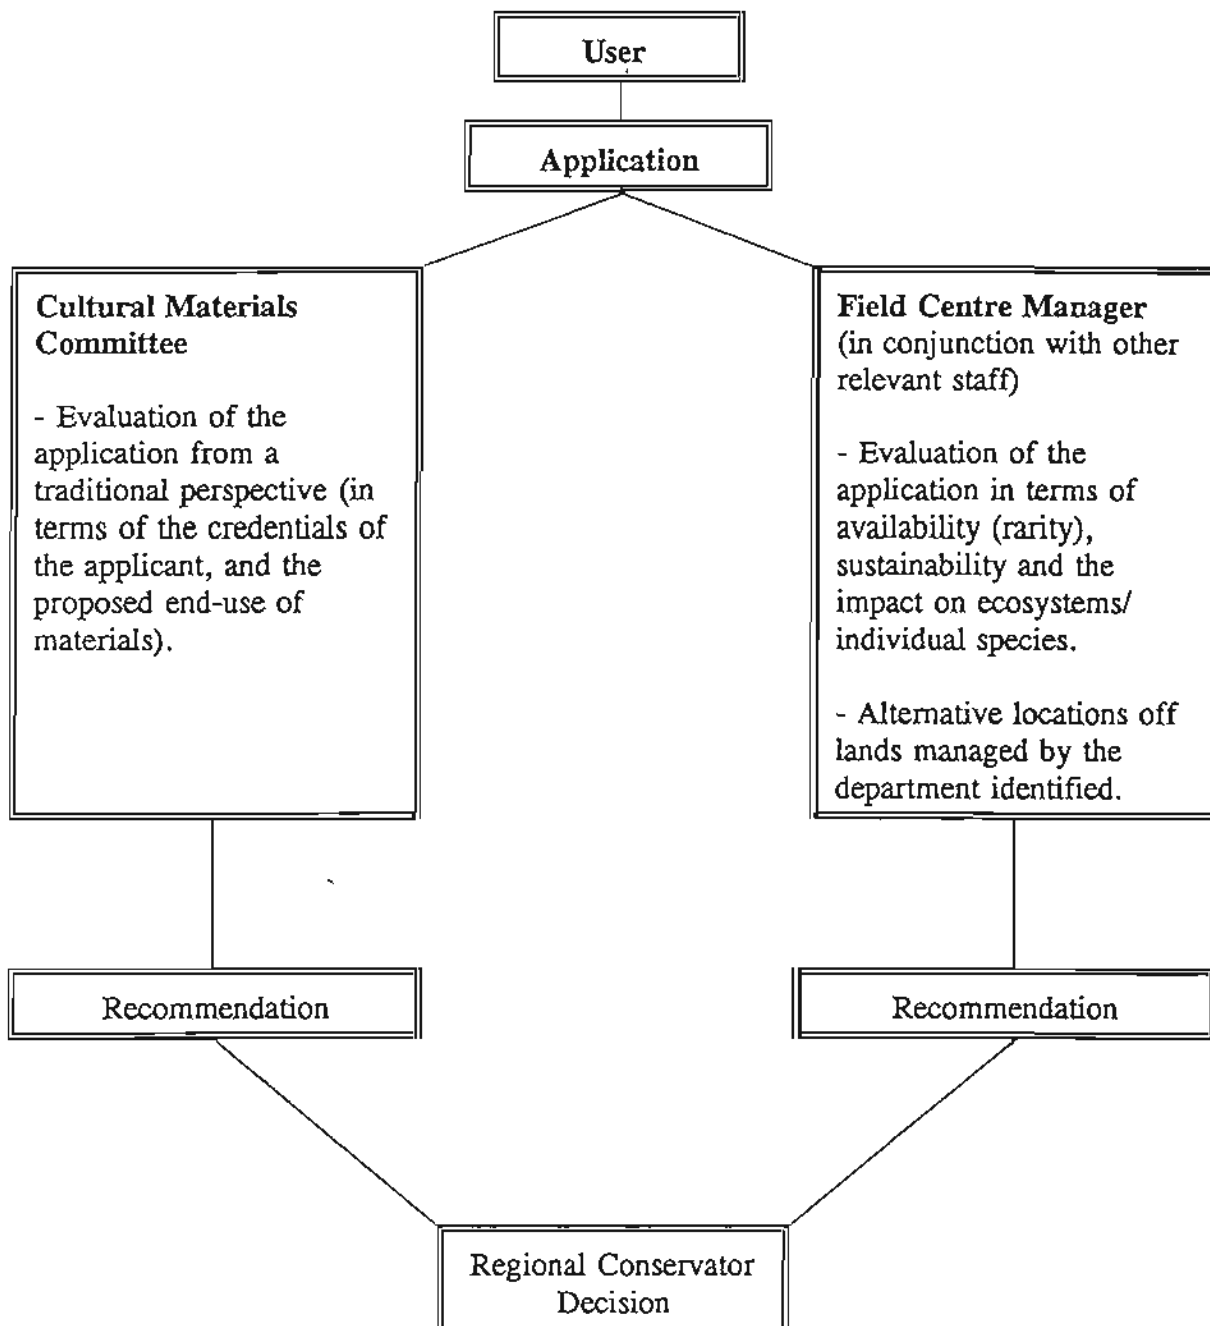 User
Application
Cultural Materials
Committee
- Evaluation of the
application from a
traditional perspective (in
terms of the credentials of
the applicant, and the
proposed end-use of
materials).
Field Centre Manager
(in conjunction with other
relevant staff)
- Evaluation of the
application in terms of
availability (rarity),
sustainability and the
impact on ecosystems/
individual species.
- Alternative locations off
lands managed by the
department identified.
Recommendation
Recommendation
Regional Conservator
Decision